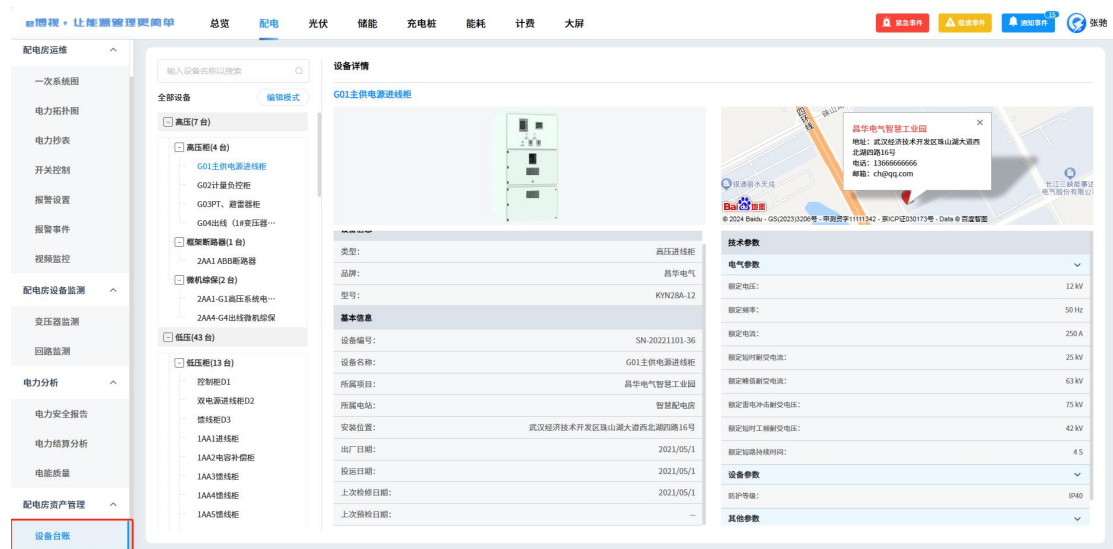 e博视，让能源管理更简单
总览 配电 光伏 储能 充电桩 能耗 计费 大屏
紧急事件
通知事件
15
张驰
配电房运维
一次系统图
电力拓扑图
电力抄表
开关控制
报警设置
报警事件
视频监控
配电房设备监测
变压器监测
回路监测
电力分析
电力安全报告
电力结算分析
电能质量
配电房资产管理
设备台账
输入设备名称以搜索
全部设备 编辑模式
高压(7 台)
高压柜(4 台)
G01主供电源进线柜
G02计量负控柜
G03PT、避雷器柜
G04出线（1#变压器…
框架断路器(1 台)
2AA1 ABB断路器
微机综保(2 台)
2AA1-G1高压系统电…
2AA4-G4出线微机综保
低压(43 台)
低压柜(13 台)
控制柜D1
双电源进线柜D2
馈线柜D3
1AA1进线柜
1AA2电容补偿柜
1AA3馈线柜
1AA4馈线柜
1AA5馈线柜
设备详情
G01主供电源进线柜
设备信息
类型： 高压进线柜
品牌： 昌华电气
型号： KYN28A-12
基本信息
设备编号： SN-20221101-36
设备名称： G01主供电源进线柜
所属项目： 昌华电气智慧工业园
所属电站： 智慧配电房
安装位置： 武汉经济技术开发区珠山湖大道西北湖四路16号
出厂日期： 2021/05/1
投运日期： 2021/05/1
上次检修日期： 2021/05/1
上次预检日期： --
四环线
昌华电气智慧工业园
地址：武汉经济技术开发区珠山湖大道西
北湖四路16号
电话：13666666666
邮箱：ch@qq.com
长江三峡能事达
电气股份有限公
Bai 地图
© 2024 Baidu - GS(2023)3206号 - 甲测资字11111342 - 京ICP证030173号 - Data © 百度智图
技术参数
电气参数
额定电压： 12 kV
额定频率： 50 Hz
额定电流： 250 A
额定短时耐受电流： 25 kV
额定峰值耐受电流： 63 kV
额定雷电冲击耐受电压： 75 kV
额定短时工频耐受电压： 42 kV
额定短路持续时间： 4 S
设备参数
防护等级： IP40
其他参数